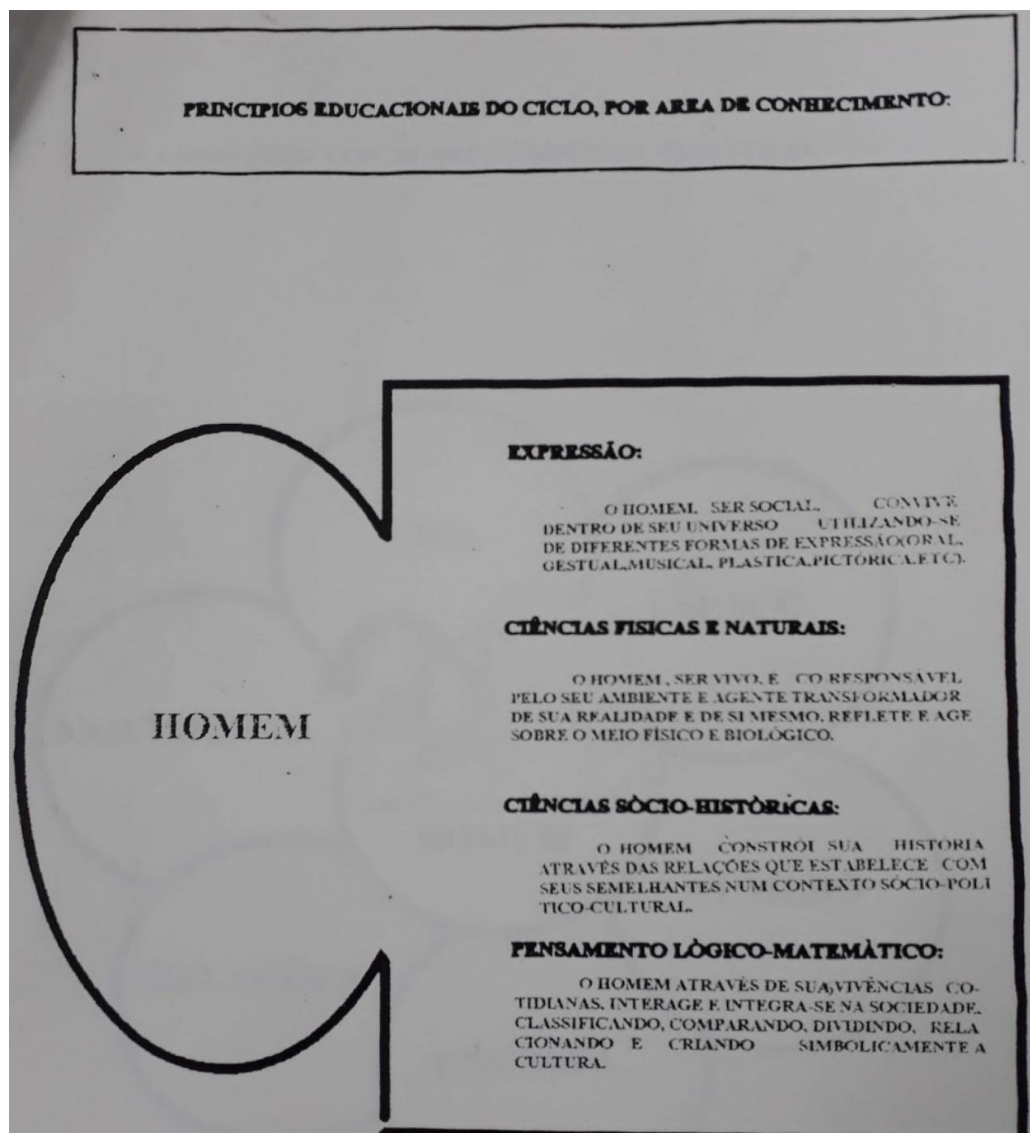 PRINCIPIOS EDUCACIONAIS DO CICLO, POR AREA DE CONHECIMENTO:
HOMEM
EXPRESSÃO:
O HOMEM, SER SOCIAL, CONVIVE
DENTRO DE SEU UNIVERSO UTILIZANDO-SE
DE DIFERENTES FORMAS DE EXPRESSÃO(ORAL,
GESTUAL,MUSICAL, PLASTICA,PICTÓRICA,ETC).
CIÊNCIAS FISICAS E NATURAIS:
O HOMEM, SER VIVO, E CO RESPONSÁVEL
PELO SEU AMBIENTE E AGENTE TRANSFORMADOR
DE SUA REALIDADE E DE SI MESMO, REFLETE E AGE
SOBRE O MEIO FÍSICO E BIOLÓGICO.
CIÊNCIAS SÒCIO-HISTÒRICAS:
O HOMEM CONSTRÓI SUA HISTORIA
ATRAVÉS DAS RELAÇÕES QUE ESTABELECE COM
SEUS SEMELHANTES NUM CONTEXTO SÓCIO-POLI
TICO-CULTURAL.
PENSAMENTO LÒGICO-MATEMÀTICO:
O HOMEM ATRAVÉS DE SUA,VIVÊNCIAS CO-
TIDIANAS, INTERAGE E INTEGRA-SE NA SOCIEDADE,
CLASSIFICANDO, COMPARANDO, DIVIDINDO, RELA
CIONANDO E CRIANDO SIMBOLICAMENTE A
CULTURA.